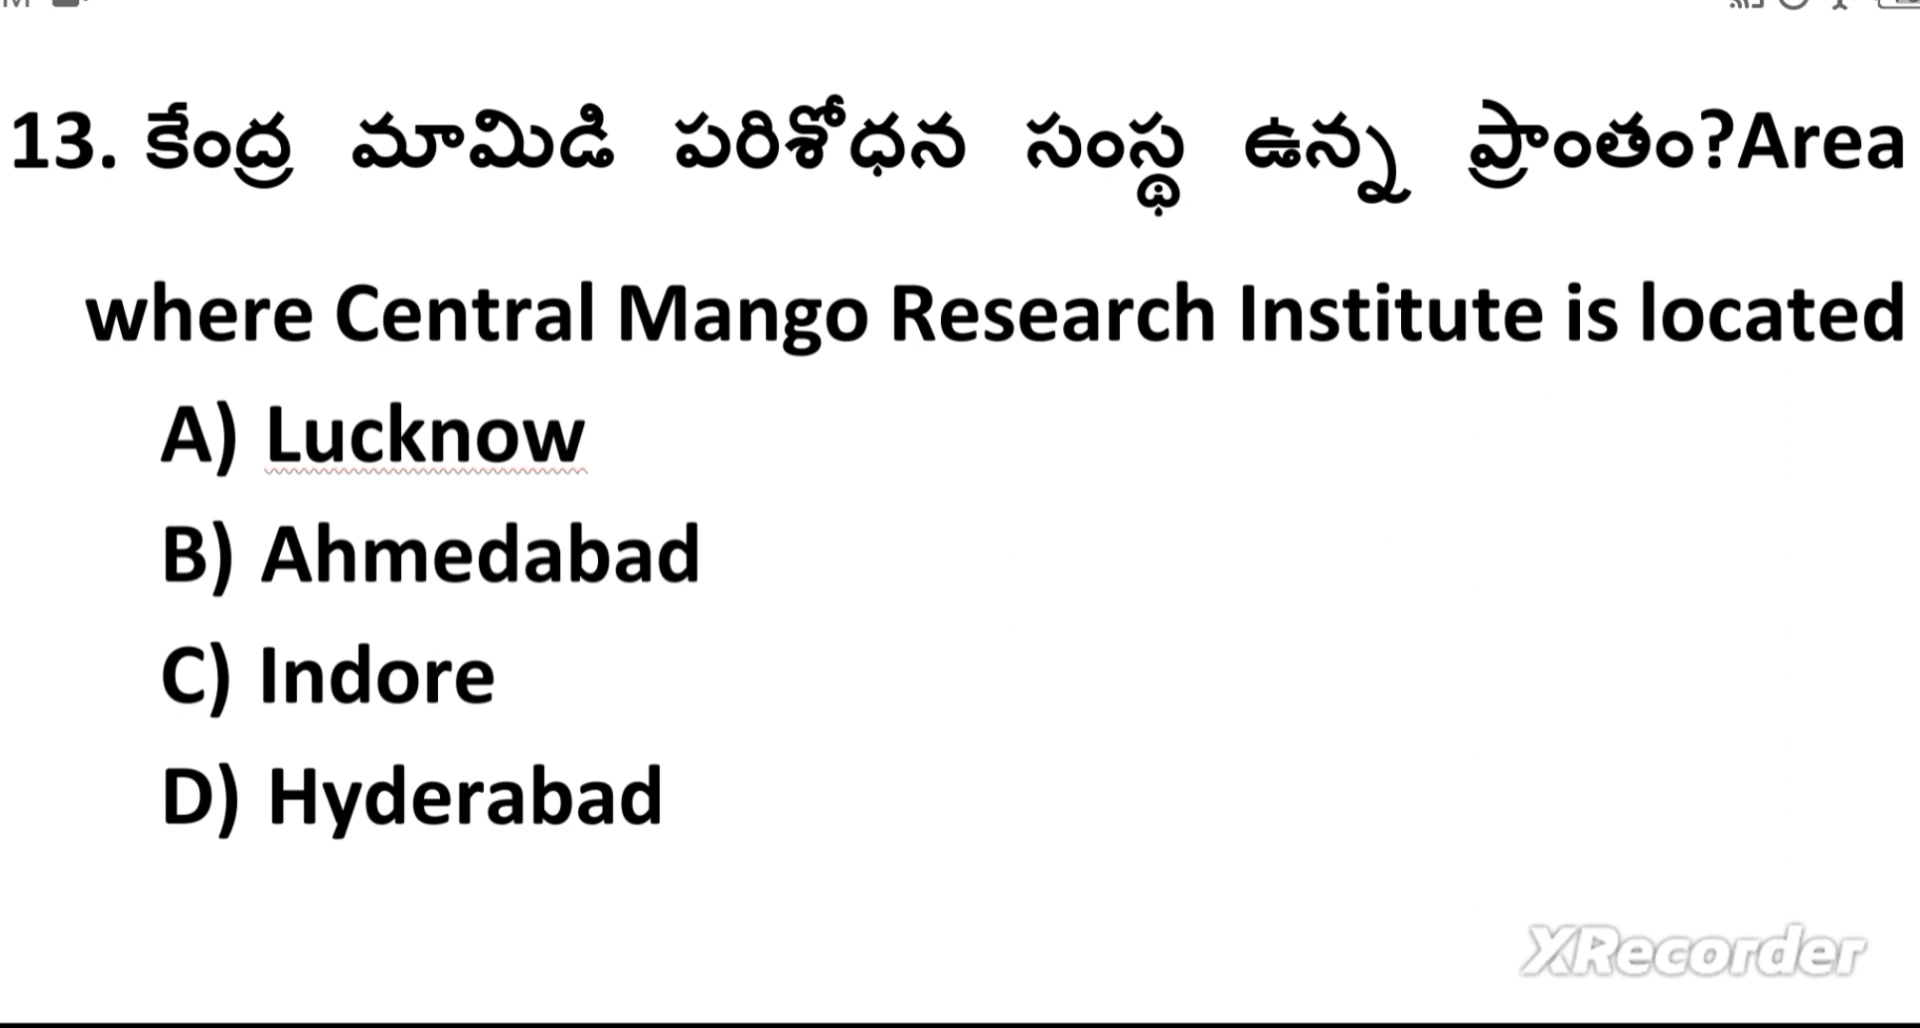 13. కేంద్ర మామిడి పరిశోధన సంస్థ ఉన్న ప్రాంతం?Area
where Central Mango Research Institute is located
A) Lucknow
B) Ahmedabad
C) Indore
D) Hyderabad
XRecorder